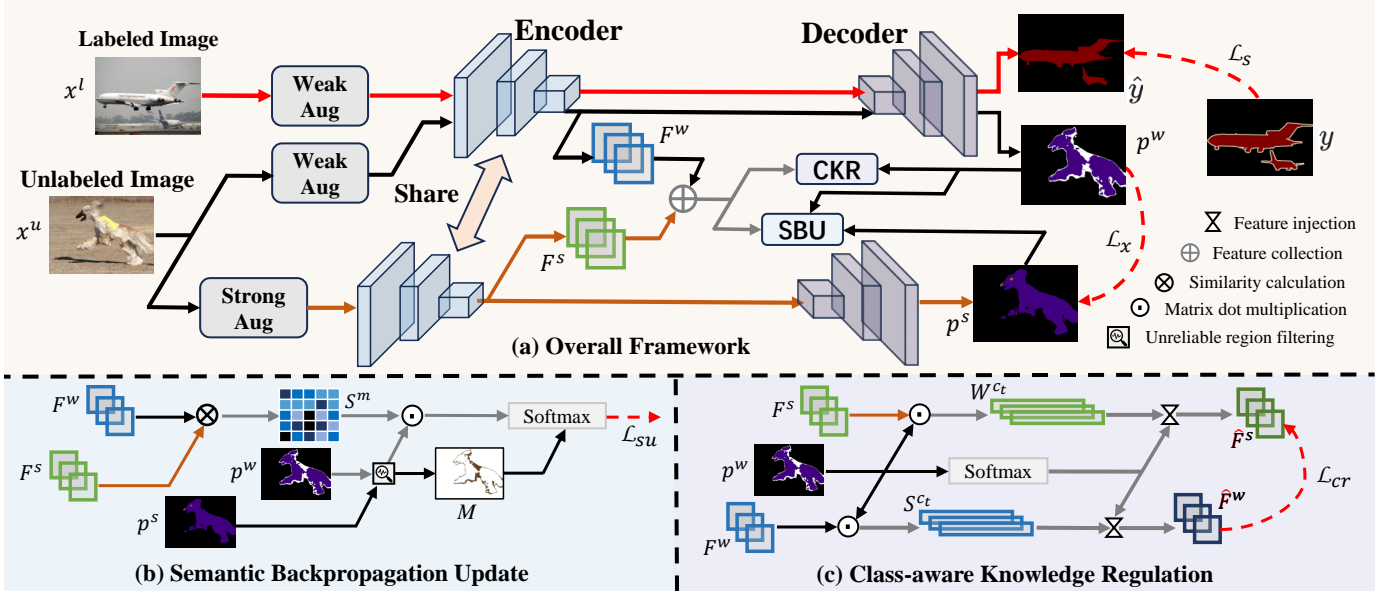 Labeled Image
Encoder
Decoder
x^l
Weak
Aug
ŷ
L_s
F^w
p^w
y
Weak
Aug
CKR
Unlabeled Image
Share
x^u
SBU
L_x
Feature injection
Feature collection
F^s
Similarity calculation
Strong
Aug
p^s
Matrix dot multiplication
Unreliable region filtering
(a) Overall Framework
F^w
S^m
Softmax
L_su
F^s
p^w
M
p^s
(b) Semantic Backpropagation Update
F^s
W^{c_t}
F̂^s
p^w
Softmax
L_cr
S^{c_t}
F̂^w
F^w
(c) Class-aware Knowledge Regulation